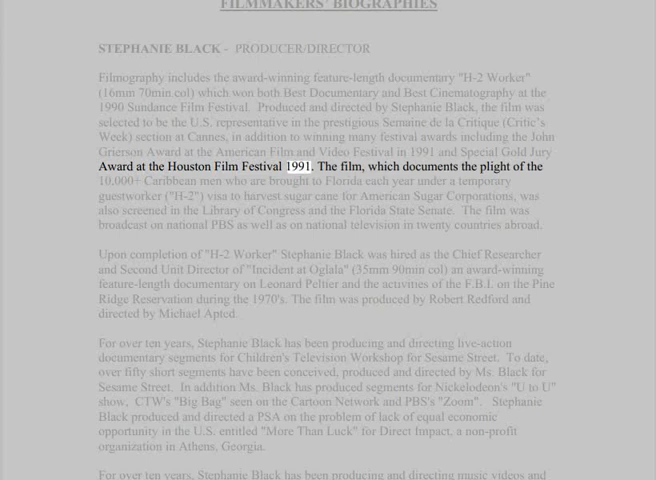 FILMMAKERS' BIOGRAPHIES
STEPHANIE BLACK - PRODUCER/DIRECTOR
Filmography includes the award-winning feature-length documentary "H-2 Worker"
(16mm 70min col) which won both Best Documentary and Best Cinematography at the
1990 Sundance Film Festival. Produced and directed by Stephanie Black, the film was
selected to be the U.S. representative in the prestigious Semaine de la Critique (Critic's
Week) section at Cannes, in addition to winning many festival awards including the John
Grierson Award at the American Film and Video Festival in 1991 and Special Gold Jury
Award at the Houston Film Festival 1991. The film, which documents the plight of the
10,000+ Caribbean men who are brought to Florida each year under a temporary
guestworker ("H-2") visa to harvest sugar cane for American Sugar Corporations, was
also screened in the Library of Congress and the Florida State Senate. The film was
broadcast on national PBS as well as on national television in twenty countries abroad.
Upon completion of "H-2 Worker" Stephanie Black was hired as the Chief Researcher
and Second Unit Director of "Incident at Oglala" (35mm 90min col) an award-winning
feature-length documentary on Leonard Peltier and the activities of the F.B.I. on the Pine
Ridge Reservation during the 1970's. The film was produced by Robert Redford and
directed by Michael Apted.
For over ten years, Stephanie Black has been producing and directing live-action
documentary segments for Children's Television Workshop for Sesame Street. To date,
over fifty short segments have been conceived, produced and directed by Ms. Black for
Sesame Street. In addition Ms. Black has produced segments for Nickelodeon's "U to U"
show, CTW's "Big Bag" seen on the Cartoon Network and PBS's "Zoom". Stephanie
Black produced and directed a PSA on the problem of lack of equal economic
opportunity in the U.S. entitled "More Than Luck" for Direct Impact, a non-profit
organization in Athens, Georgia.
For over ten years, Stephanie Black has been producing and directing music videos and